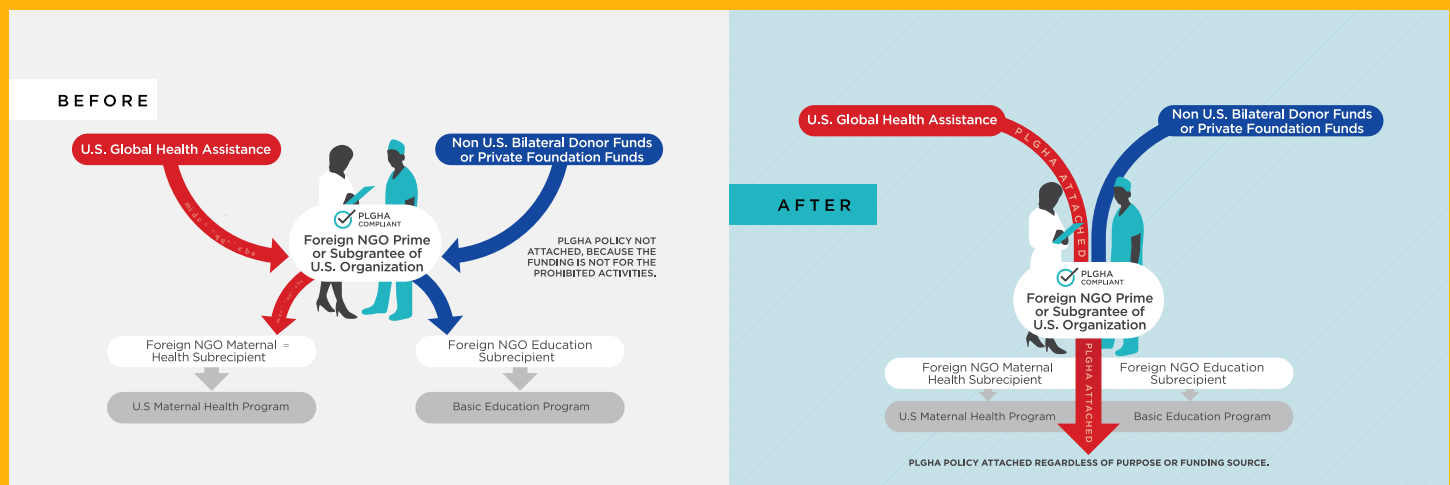 BEFORE
U.S. Global Health Assistance
Non U.S. Bilateral Donor Funds
or Private Foundation Funds
PLGHA
COMPLIANT
Foreign NGO Prime
or Subgrantee of
U.S. Organization
PLGHA POLICY NOT
ATTACHED, BECAUSE THE
FUNDING IS NOT FOR THE
PROHIBITED ACTIVITIES.
Foreign NGO Maternal =
Health Subrecipient
Foreign NGO Education
Subrecipient
U.S Maternal Health Program
Basic Education Program
AFTER
U.S. Global Health Assistance
Non U.S. Bilateral Donor Funds
or Private Foundation Funds
PLGHA ATTACHED
PLGHA
COMPLIANT
Foreign NGO Prime
or Subgrantee of
U.S. Organization
PLGHA ATTACHED
Foreign NGO Maternal
Health Subrecipient
Foreign NGO Education
Subrecipient
U.S Maternal Health Program
Basic Education Program
PLGHA POLICY ATTACHED REGARDLESS OF PURPOSE OR FUNDING SOURCE.